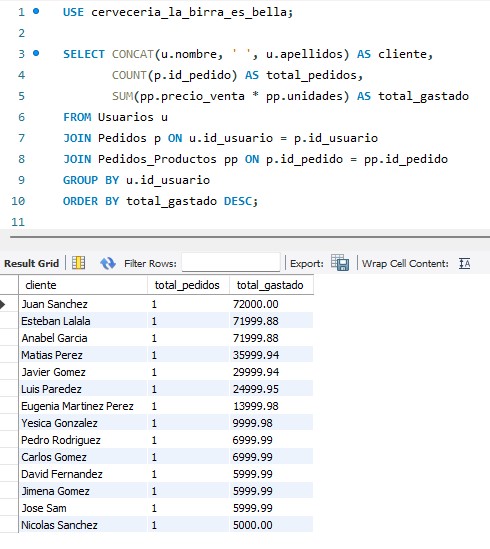 1 USE cerveceria_la_birra_es_bella;
2
3 SELECT CONCAT(u.nombre, ' ', u.apellidos) AS cliente,
4 COUNT(p.id_pedido) AS total_pedidos,
5 SUM(pp.precio_venta * pp.unidades) AS total_gastado
6 FROM Usuarios u
7 JOIN Pedidos p ON u.id_usuario = p.id_usuario
8 JOIN Pedidos_Productos pp ON p.id_pedido = pp.id_pedido
9 GROUP BY u.id_usuario
10 ORDER BY total_gastado DESC;
11
Result Grid Filter Rows: Export: Wrap Cell Content:
cliente total_pedidos total_gastado
Juan Sanchez 1 72000.00
Esteban Lalala 1 71999.88
Anabel Garcia 1 71999.88
Matias Perez 1 35999.94
Javier Gomez 1 29999.94
Luis Paredez 1 24999.95
Eugenia Martinez Perez 1 13999.98
Yesica Gonzalez 1 9999.98
Pedro Rodriguez 1 6999.99
Carlos Gomez 1 6999.99
David Fernandez 1 5999.99
Jimena Gomez 1 5999.99
Jose Sam 1 5999.99
Nicolas Sanchez 1 5000.00